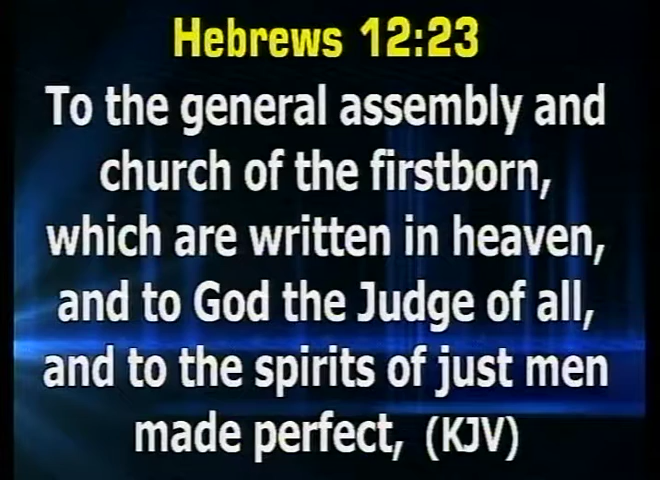 Hebrews 12:23
To the general assembly and
church of the firstborn,
which are written in heaven,
and to God the Judge of all,
and to the spirits of just men
made perfect, (KJV)